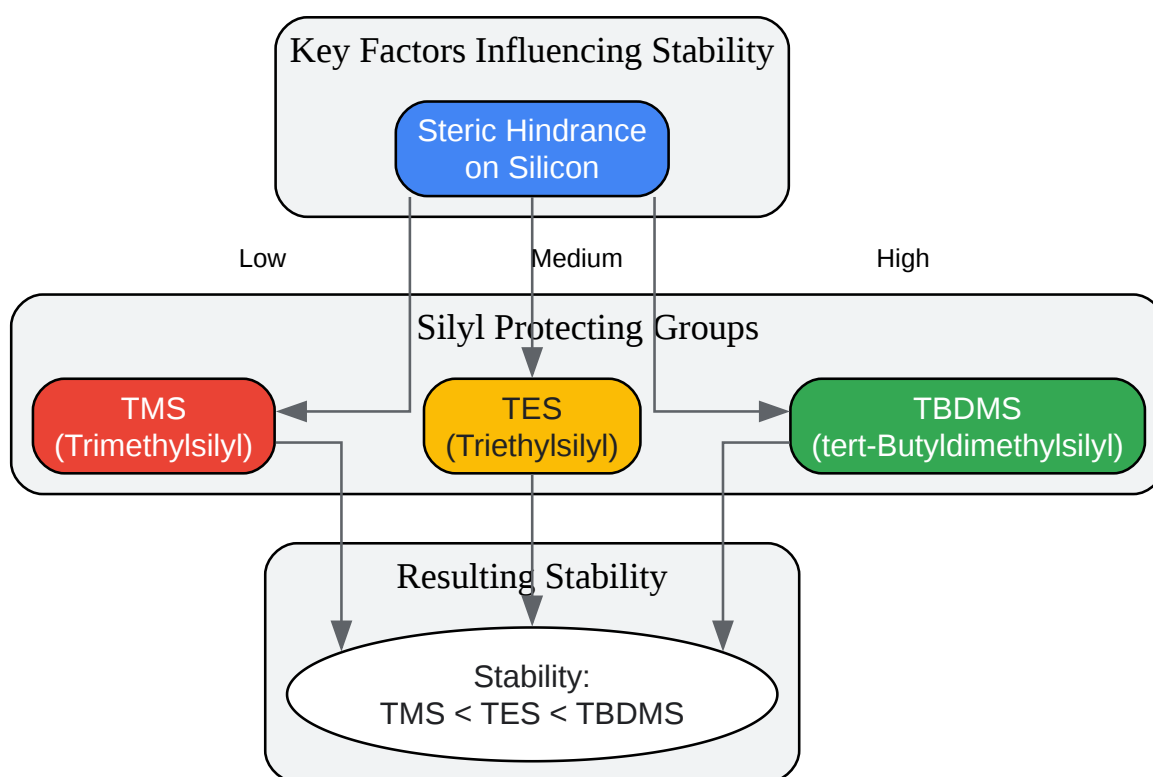 Key Factors Influencing Stability
Steric Hindrance
on Silicon
Low
Medium
High
Silyl Protecting Groups
TMS
(Trimethylsilyl)
TES
(Triethylsilyl)
TBDMS
(tert-Butyldimethylsilyl)
Resulting Stability
Stability:
TMS < TES < TBDMS